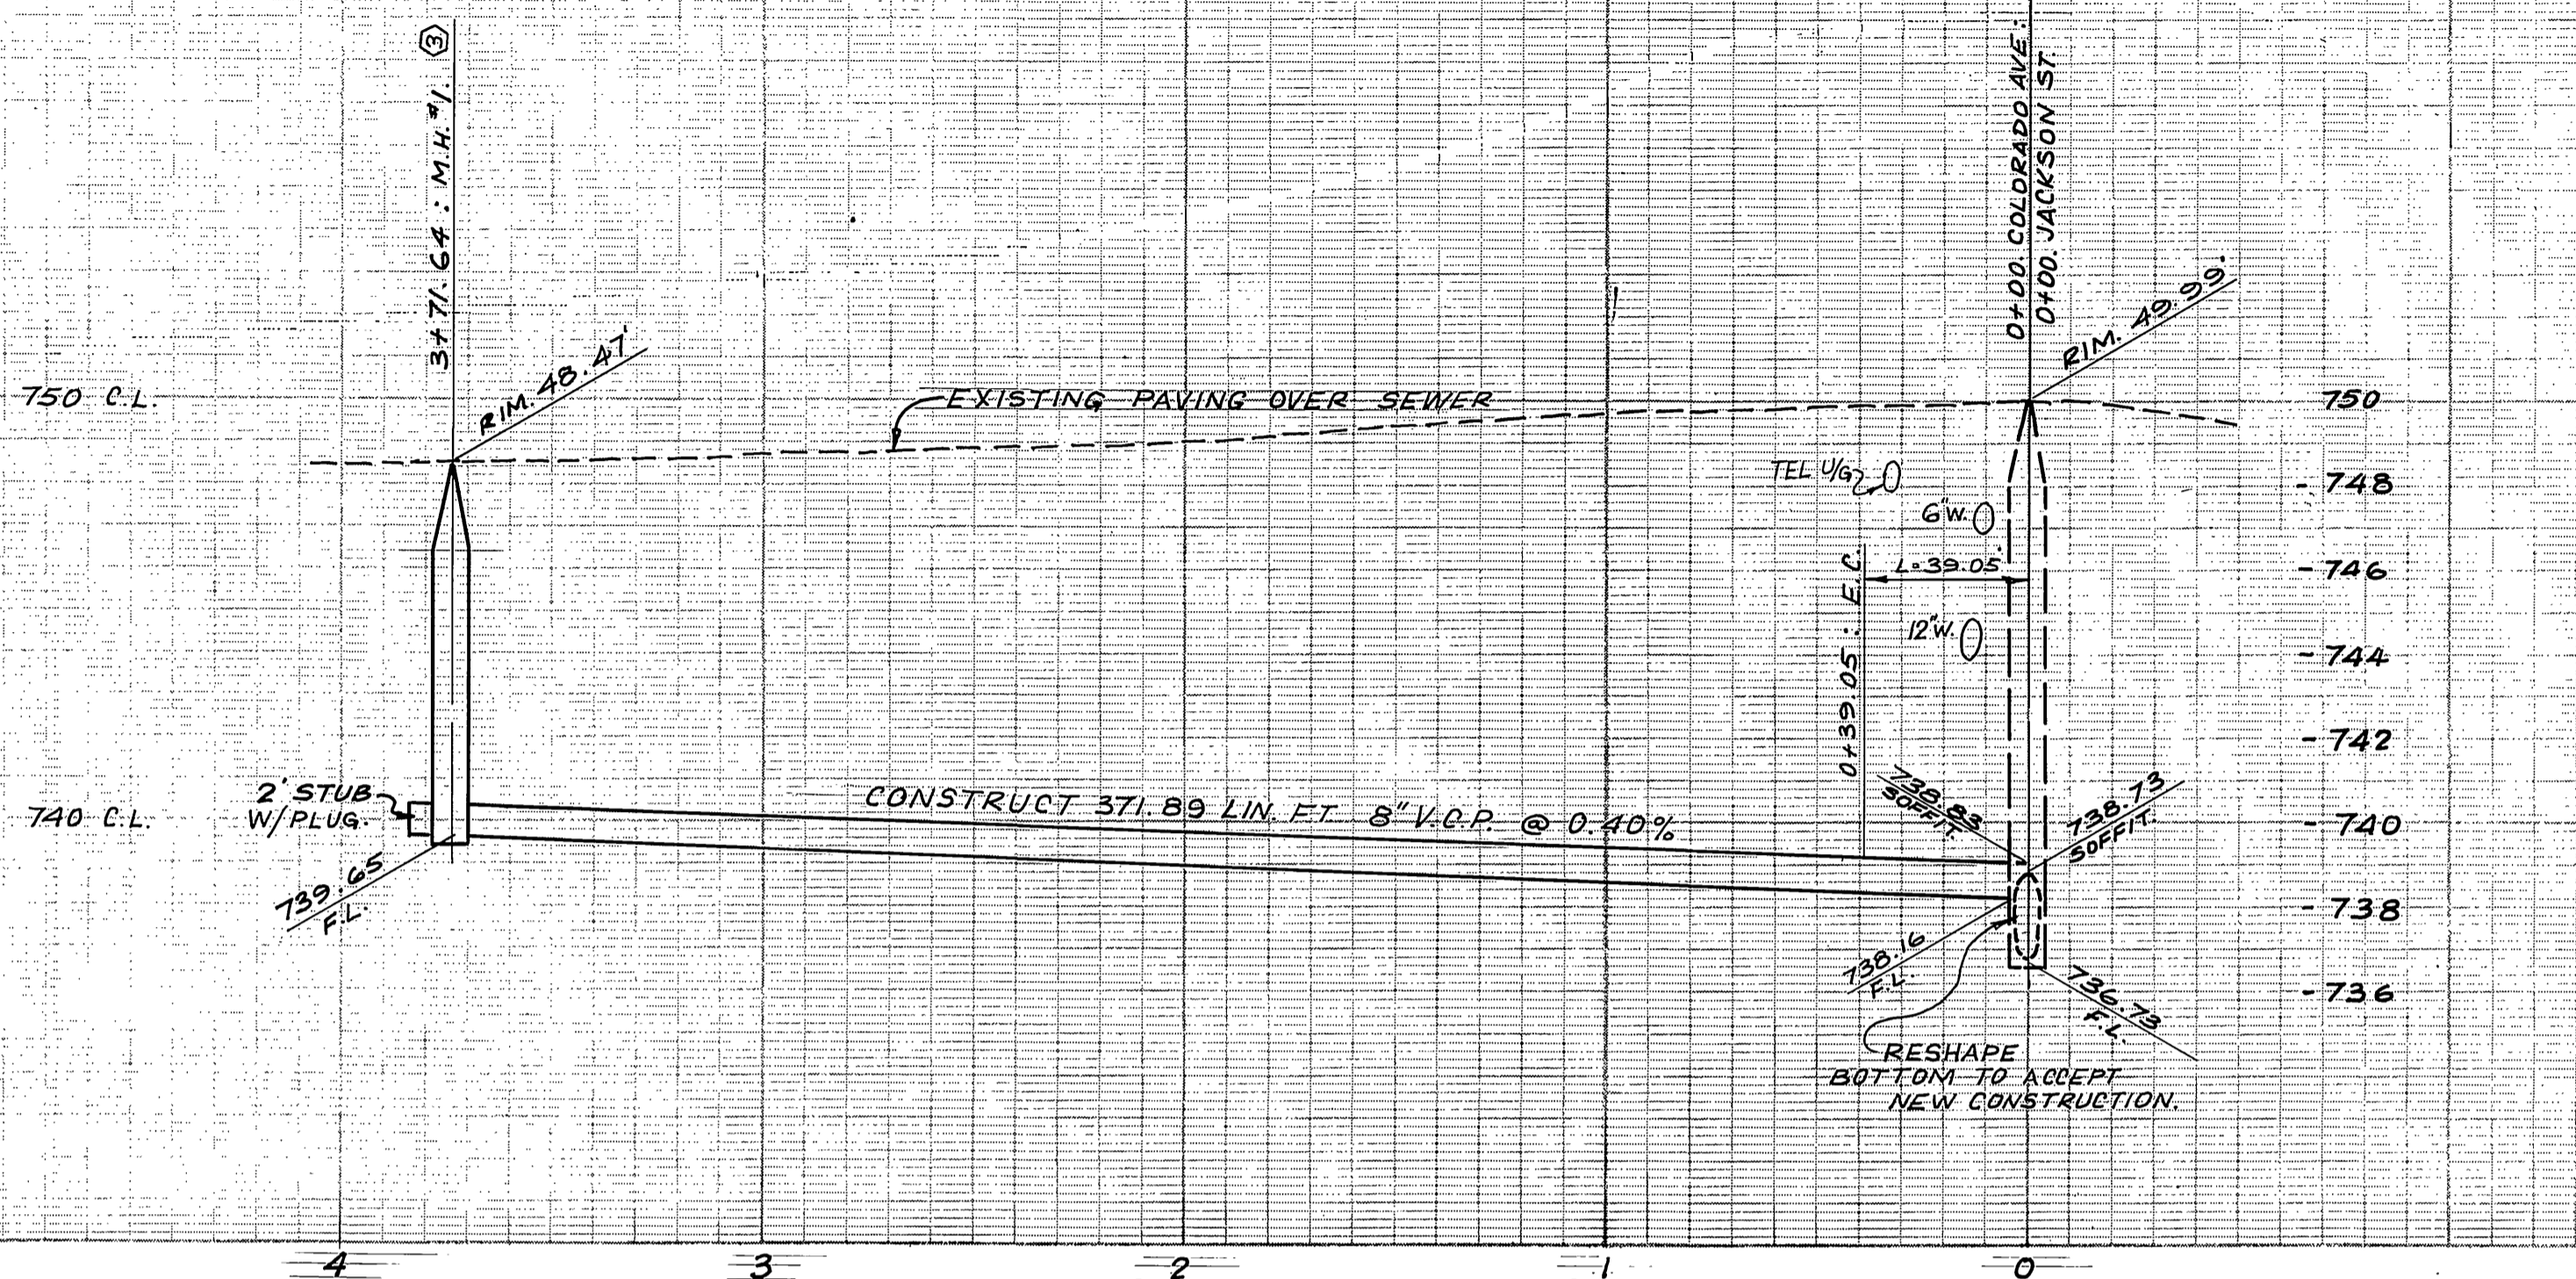 3+71.64 : M.H. #1. 3
0+00. COLORADO AVE:
0+00. JACKSON ST.
RIM. 48.47'
RIM. 49.99.
750 C.L.
EXISTING PAVING OVER SEWER
750
TEL U/G
- 748
6"W.
L=39.05.
- 746
12"W.
0+39.05 : E.C.
- 744
- 742
2' STUB
W/PLUG.
740 C.L.
CONSTRUCT 371.89 LIN. FT. 8" V.C.P. @ 0.40%
738.83
SOFFIT.
738.73
SOFFIT.
- 740
739.65
F.L.
- 738
738.16
F.L.
736.73
F.L.
- 736
RESHAPE
BOTTOM TO ACCEPT
NEW CONSTRUCTION.
4 3 2 1 0